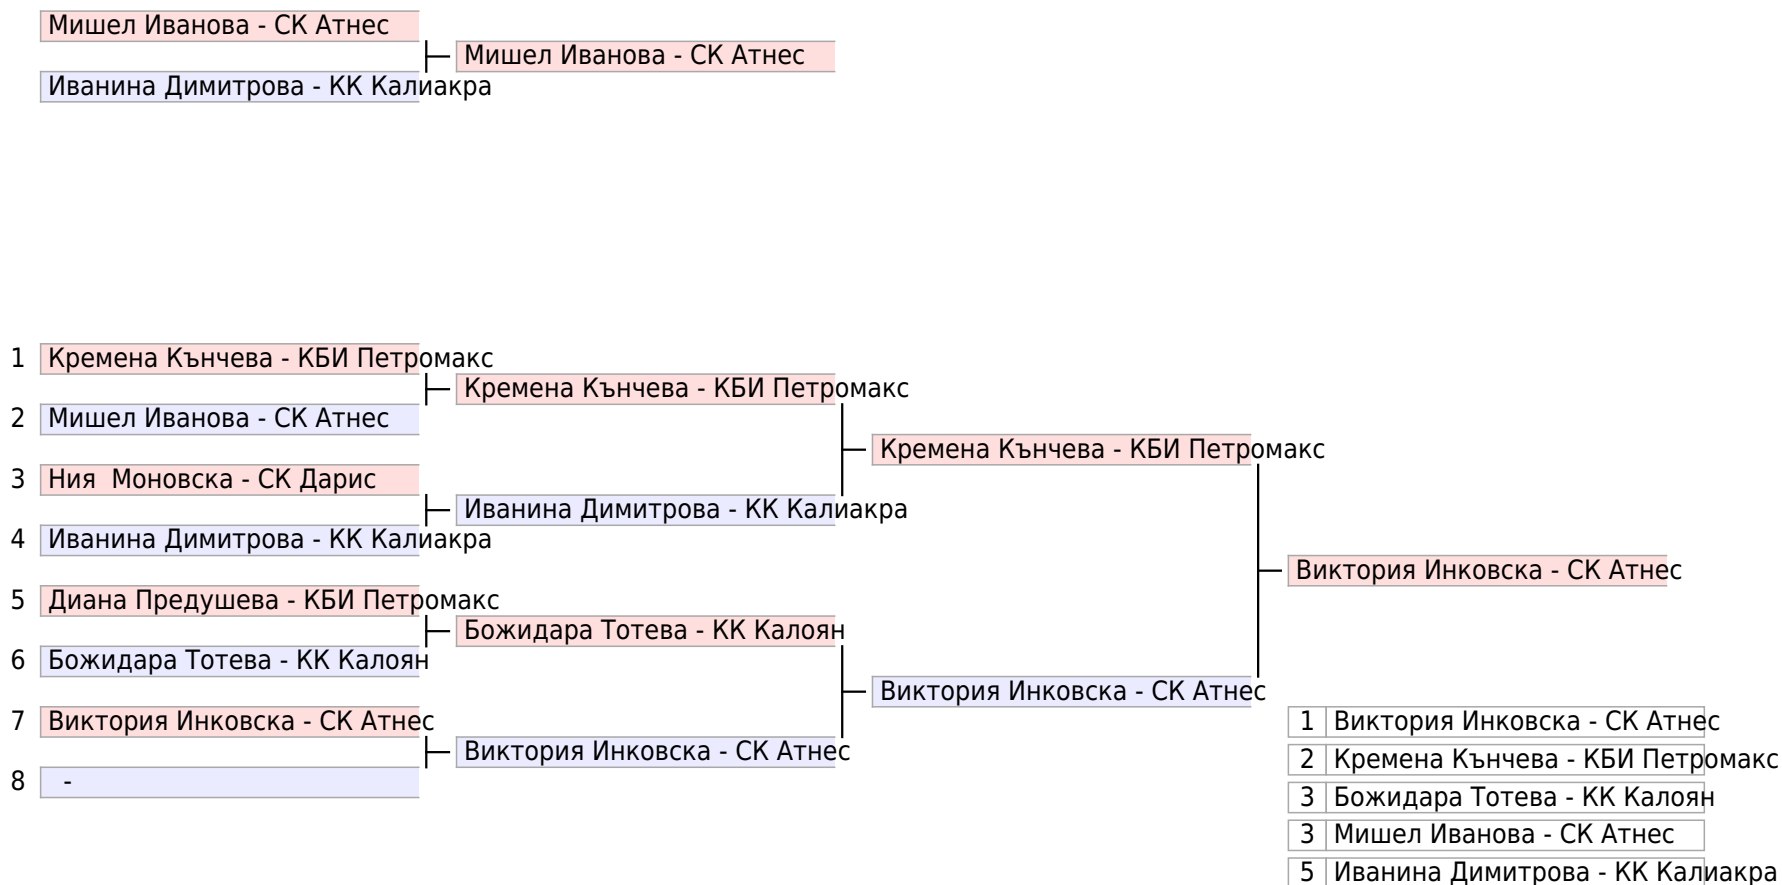 Мишел Иванова - СК Атнес
Мишел Иванова - СК Атнес
Иванина Димитрова - КК Калиакра
1 Кремена Кънчева - КБИ Петромакс
Кремена Кънчева - КБИ Петромакс
2 Мишел Иванова - СК Атнес
Кремена Кънчева - КБИ Петромакс
3 Ния  Моновска - СК Дарис
Иванина Димитрова - КК Калиакра
4 Иванина Димитрова - КК Калиакра
Виктория Инковска - СК Атнес
5 Диана Предушева - КБИ Петромакс
Божидара Тотева - КК Калоян
6 Божидара Тотева - КК Калоян
Виктория Инковска - СК Атнес
7 Виктория Инковска - СК Атнес
Виктория Инковска - СК Атнес
8 -
1 Виктория Инковска - СК Атнес
2 Кремена Кънчева - КБИ Петромакс
3 Божидара Тотева - КК Калоян
3 Мишел Иванова - СК Атнес
5 Иванина Димитрова - КК Калиакра